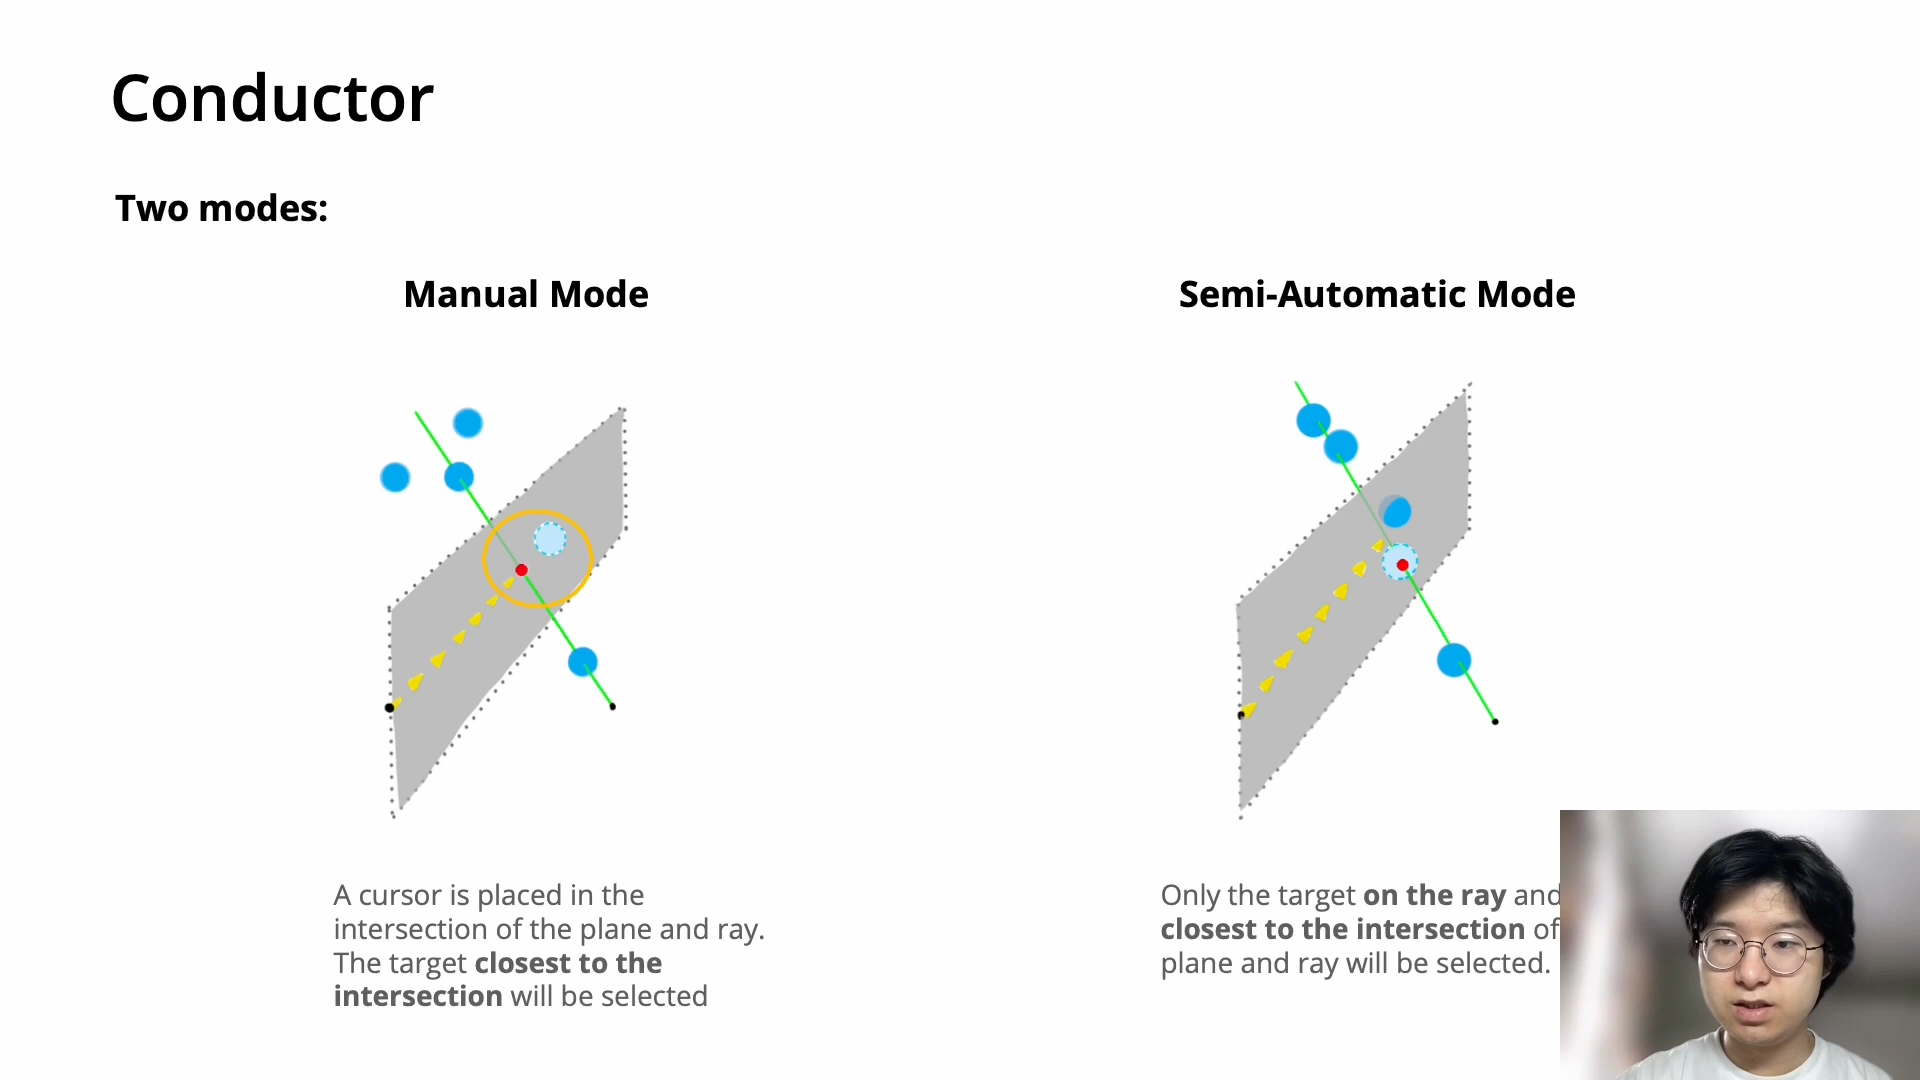 Conductor
Two modes:
Manual Mode
Semi-Automatic Mode
A cursor is placed in the
intersection of the plane and ray.
The target closest to the
intersection will be selected
Only the target on the ray and
closest to the intersection of
plane and ray will be selected.